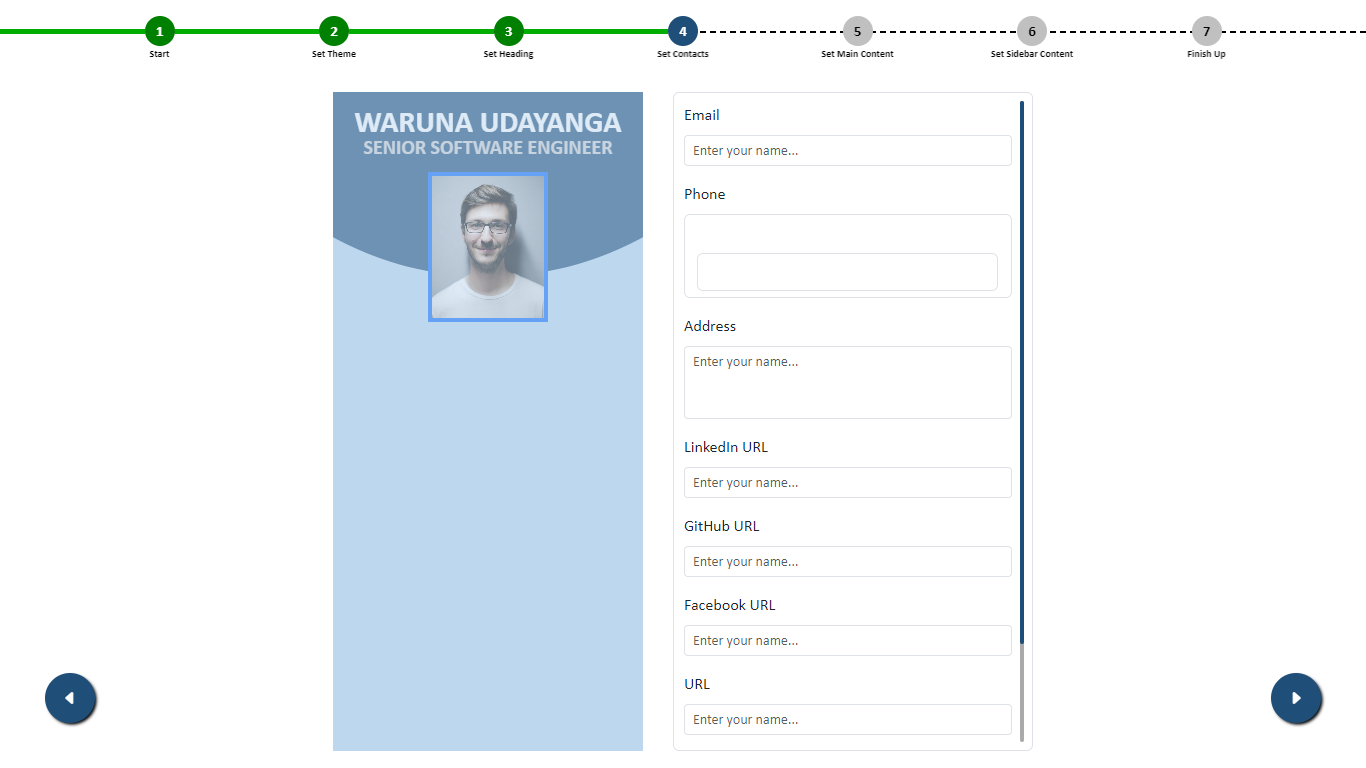 1
2
3
4
5
6
7
Start
Set Theme
Set Heading
Set Contacts
Set Main Content
Set Sidebar Content
Finish Up
WARUNA UDAYANGA
SENIOR SOFTWARE ENGINEER
Email
Enter your name...
Phone
Address
Enter your name...
LinkedIn URL
Enter your name...
GitHub URL
Enter your name...
Facebook URL
Enter your name...
URL
Enter your name...